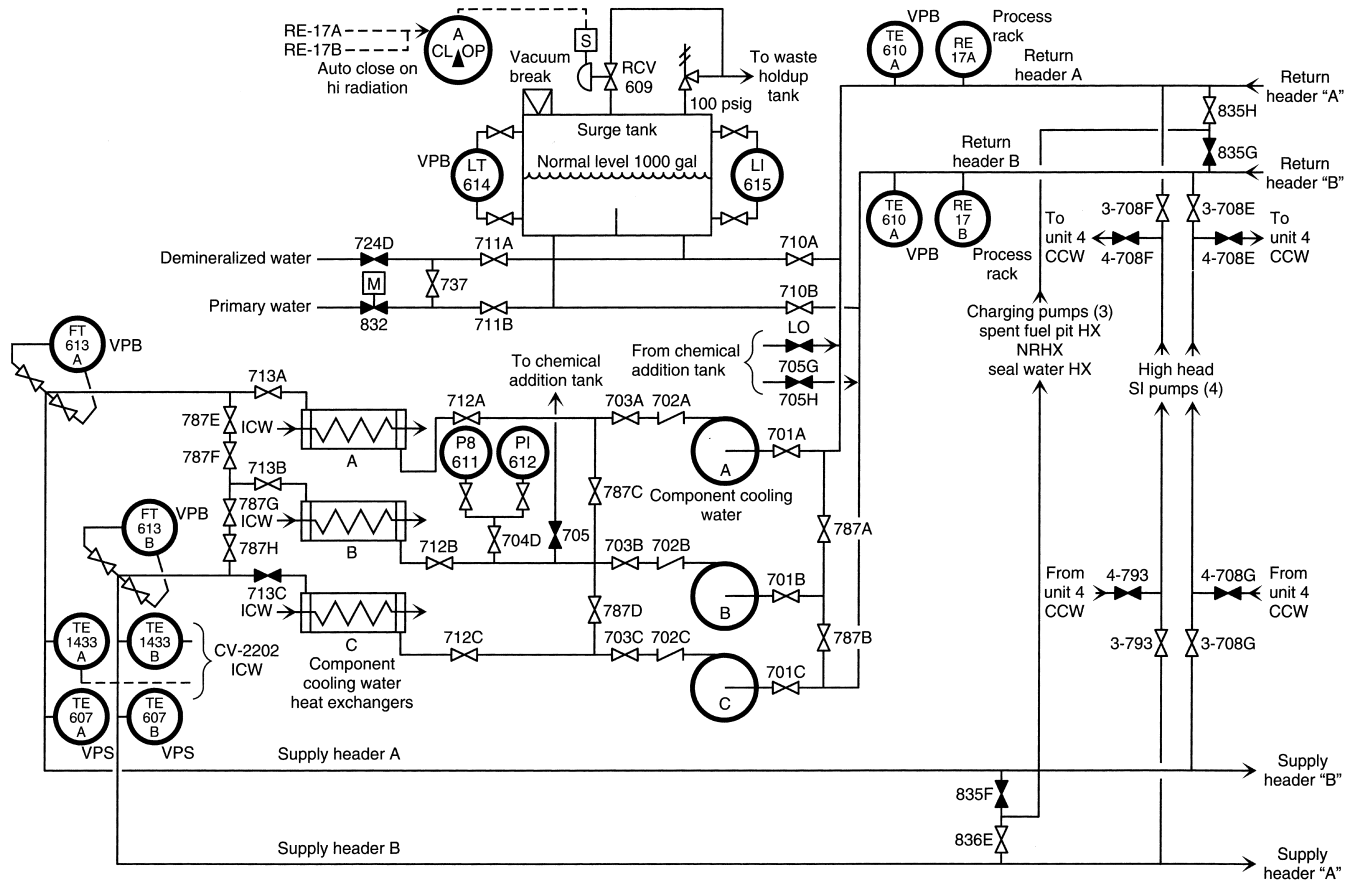 RE-17A
RE-17B
Auto close on
hi radiation
A
CL OP
S
Vacuum
break
RCV
609
100 psig
To waste
holdup
tank
VPB
TE
610
A
RE
17A
Process
rack
Return
header A
Return
header “A”
835H
835G
Return
header B
Return
header “B”
Surge tank
Normal level 1000 gal
VPB
LT
614
LI
615
TE
610
A
VPB
RE
17
B
Process
rack
To
unit 4
CCW
3-708F
4-708F
3-708E
4-708E
To
unit 4
CCW
Demineralized water
724D
711A
710A
M
737
Primary water
832
711B
710B
Charging pumps (3)
spent fuel pit HX
NRHX
seal water HX
High head
SI pumps (4)
FT
613
A
VPB
To chemical
addition tank
From chemical
addition tank
LO
705G
705H
713A
787E
787F
ICW
A
712A
703A
702A
P8
611
PI
612
A
701A
Component cooling
water
713B
787G
ICW
787H
B
787C
787A
FT
613
B
VPB
712B
704D
705
703B
702B
B
701B
713C
ICW
C
Component
cooling water
heat exchangers
787D
787B
712C
703C
702C
C
701C
From
unit 4
CCW
4-793
3-793
4-708G
3-708G
From
unit 4
CCW
TE
1433
A
TE
1433
B
CV-2202
ICW
TE
607
A
VPS
TE
607
B
VPS
Supply header A
Supply
header “B”
835F
836E
Supply header B
Supply
header “A”